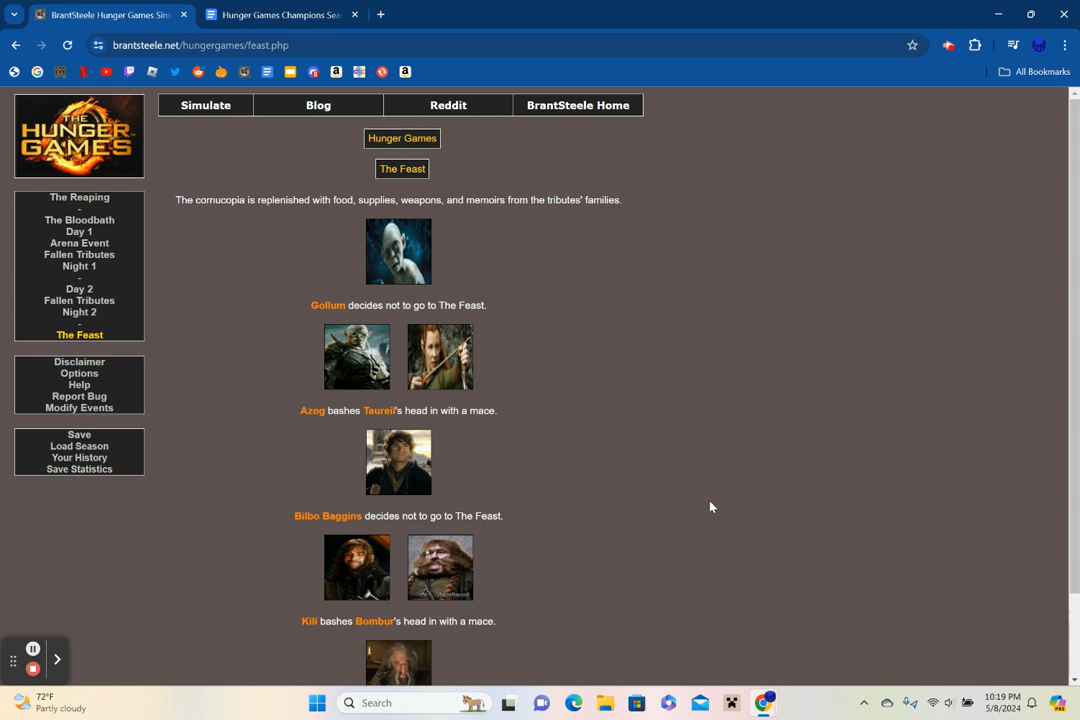 BrantSteele Hunger Games Sim
Hunger Games Champions Sea
brantsteele.net/hungergames/feast.php
All Bookmarks
THE
HUNGER
GAMES
Simulate
Blog
Reddit
BrantSteele Home
Hunger Games
The Feast
The Reaping
-
The Bloodbath
Day 1
Arena Event
Fallen Tributes
Night 1
-
Day 2
Fallen Tributes
Night 2
-
The Feast
Disclaimer
Options
Help
Report Bug
Modify Events
Save
Load Season
Your History
Save Statistics
The cornucopia is replenished with food, supplies, weapons, and memoirs from the tributes' families.
Gollum decides not to go to The Feast.
Azog bashes Taureil's head in with a mace.
Bilbo Baggins decides not to go to The Feast.
Kili bashes Bombur's head in with a mace.
72°F
Partly cloudy
Search
10:19 PM
5/8/2024